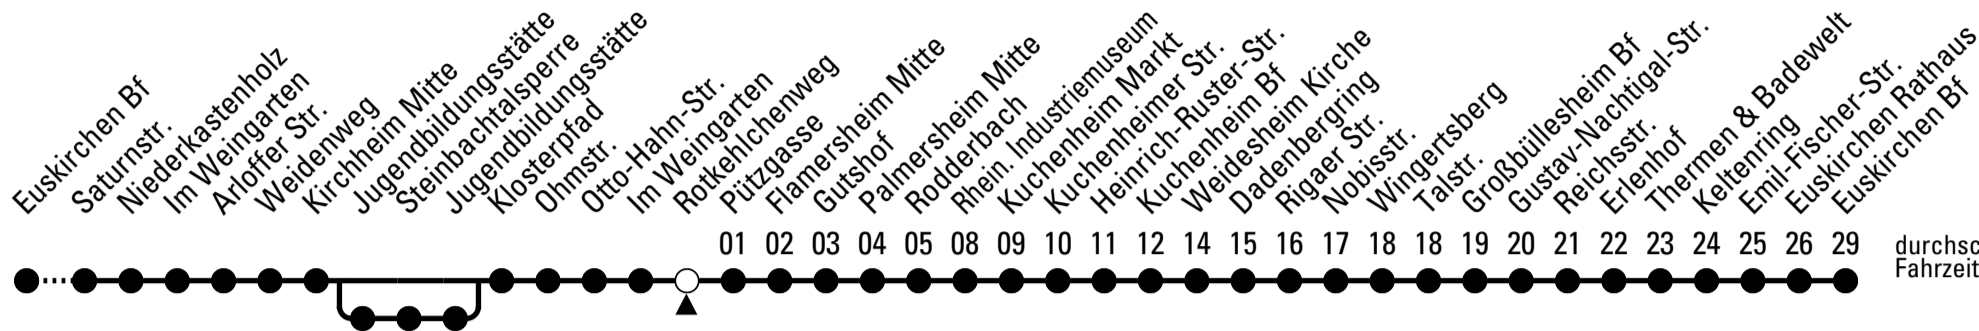 Euskirchen Bf
Saturnstr.
Niederkastenholz
Im Weingarten
Arloffer Str.
Weidenweg
Kirchheim Mitte
Jugendbildungsstätte
Steinbachtalsperre
Jugendbildungsstätte
Klosterpfad
Ohmstr.
Otto-Hahn-Str.
Im Weingarten
Rotkehlchenweg
Pützgasse
Flamersheim Mitte
Gutshof
Palmersheim Mitte
Rodderbach
Rhein. Industriemuseum
Kuchenheim Markt
Kuchenheimer Str.
Heinrich-Ruster-Str.
Kuchenheim Bf
Weidesheim Kirche
Dadenbergring
Rigaer Str.
Nobisstr.
Wingertsberg
Talstr.
Großbüllesheim Bf
Gustav-Nachtigal-Str.
Reichsstr.
Erlenhof
Thermen & Badewelt
Keltenring
Emil-Fischer-Str.
Euskirchen Rathaus
Euskirchen Bf
01 02 03 04 05 08 09 10 11 12 14 15 16 17 18 18 19 20 21 22 23 24 25 26 29
durchsc
Fahrzeit